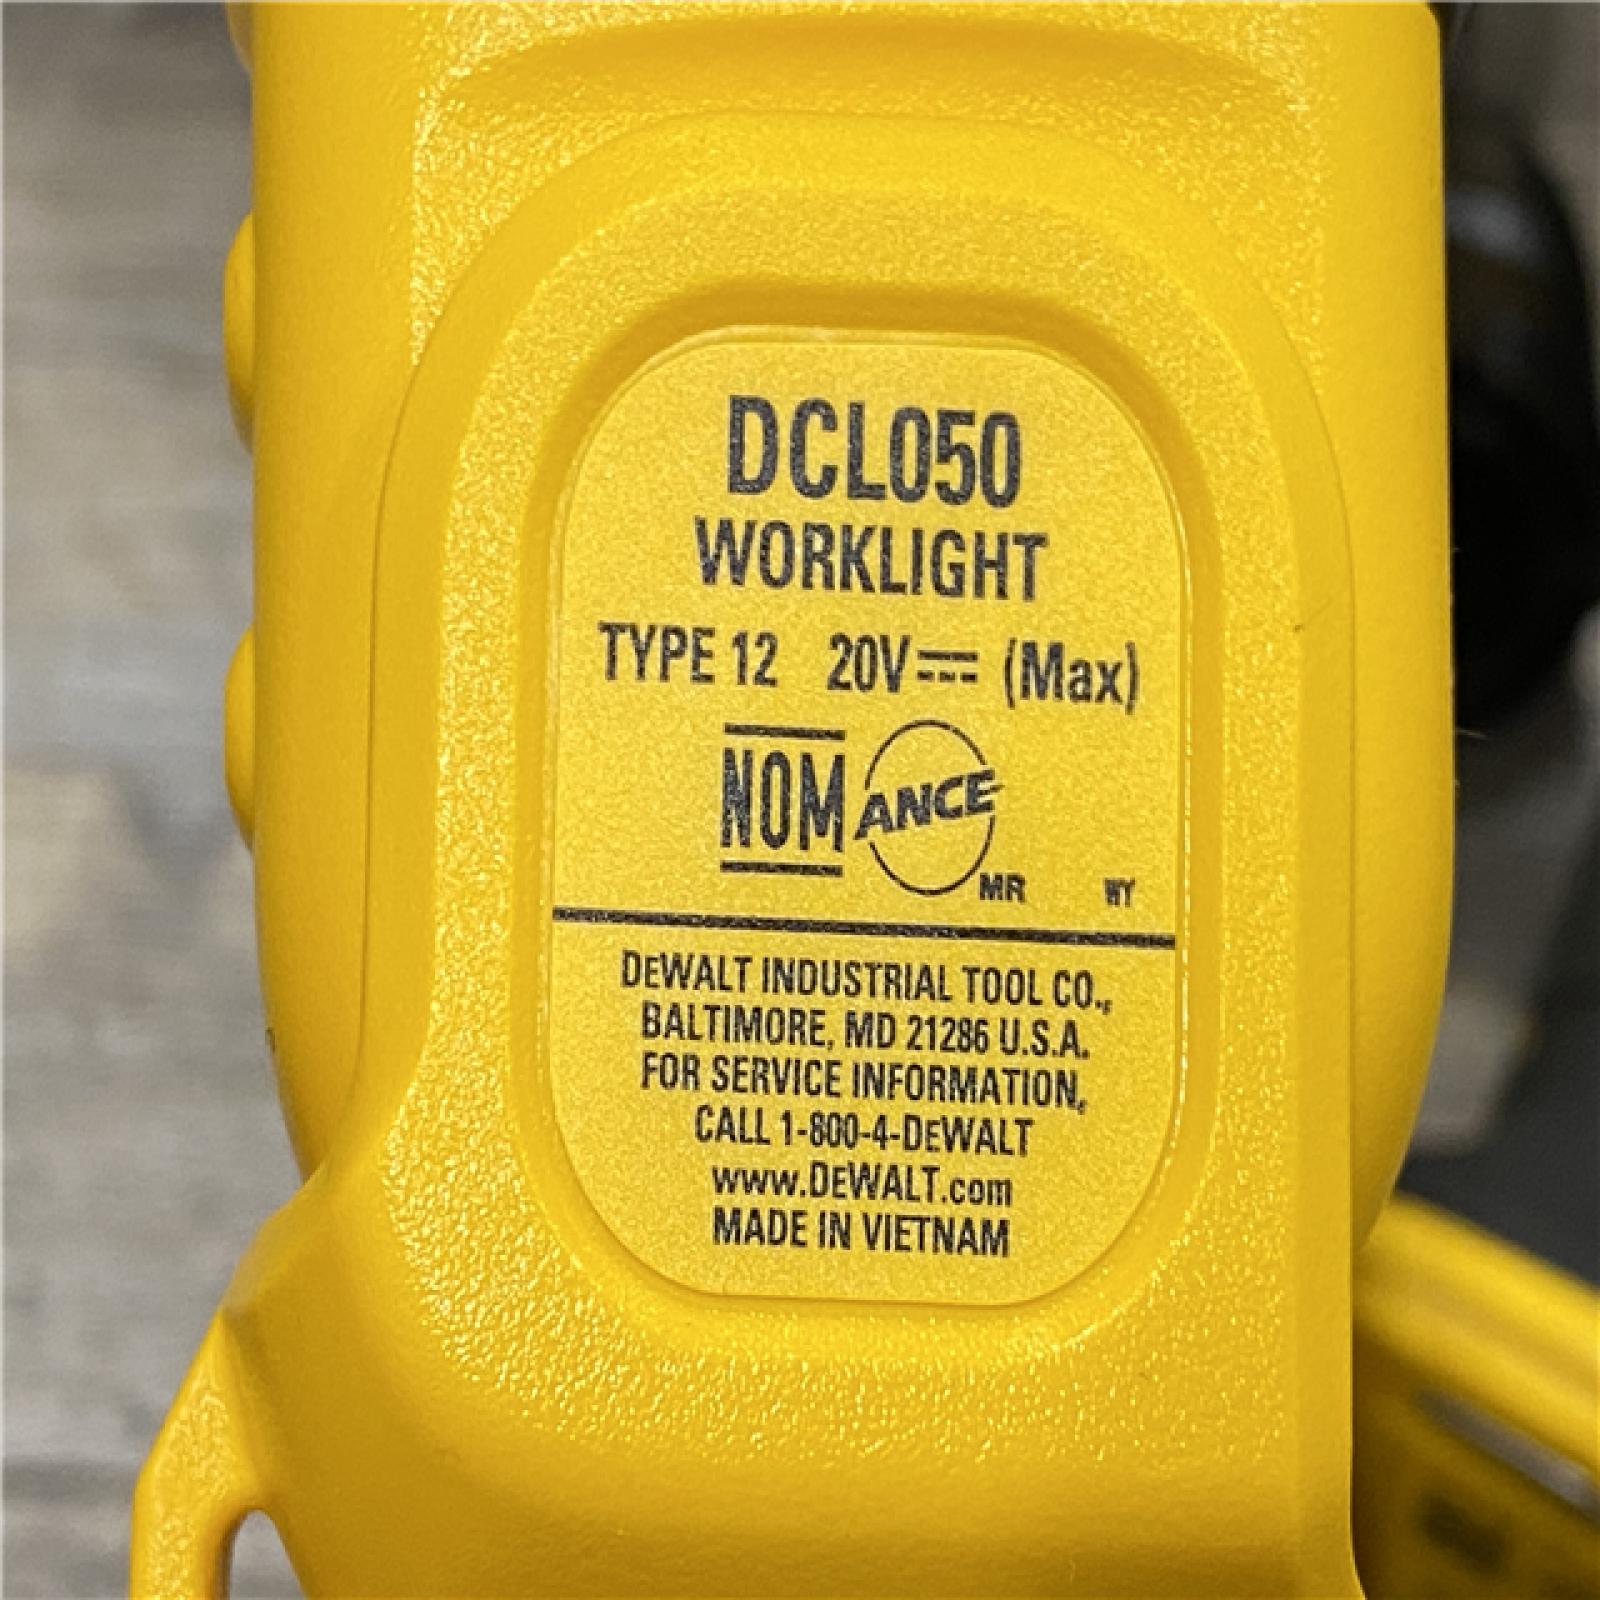 DCL050
WORKLIGHT
TYPE 12 20V⎓ (Max)
NOM ANCE MR WY
DEWALT INDUSTRIAL TOOL CO.,
BALTIMORE, MD 21286 U.S.A.
FOR SERVICE INFORMATION,
CALL 1-800-4-DEWALT
www.DEWALT.com
MADE IN VIETNAM